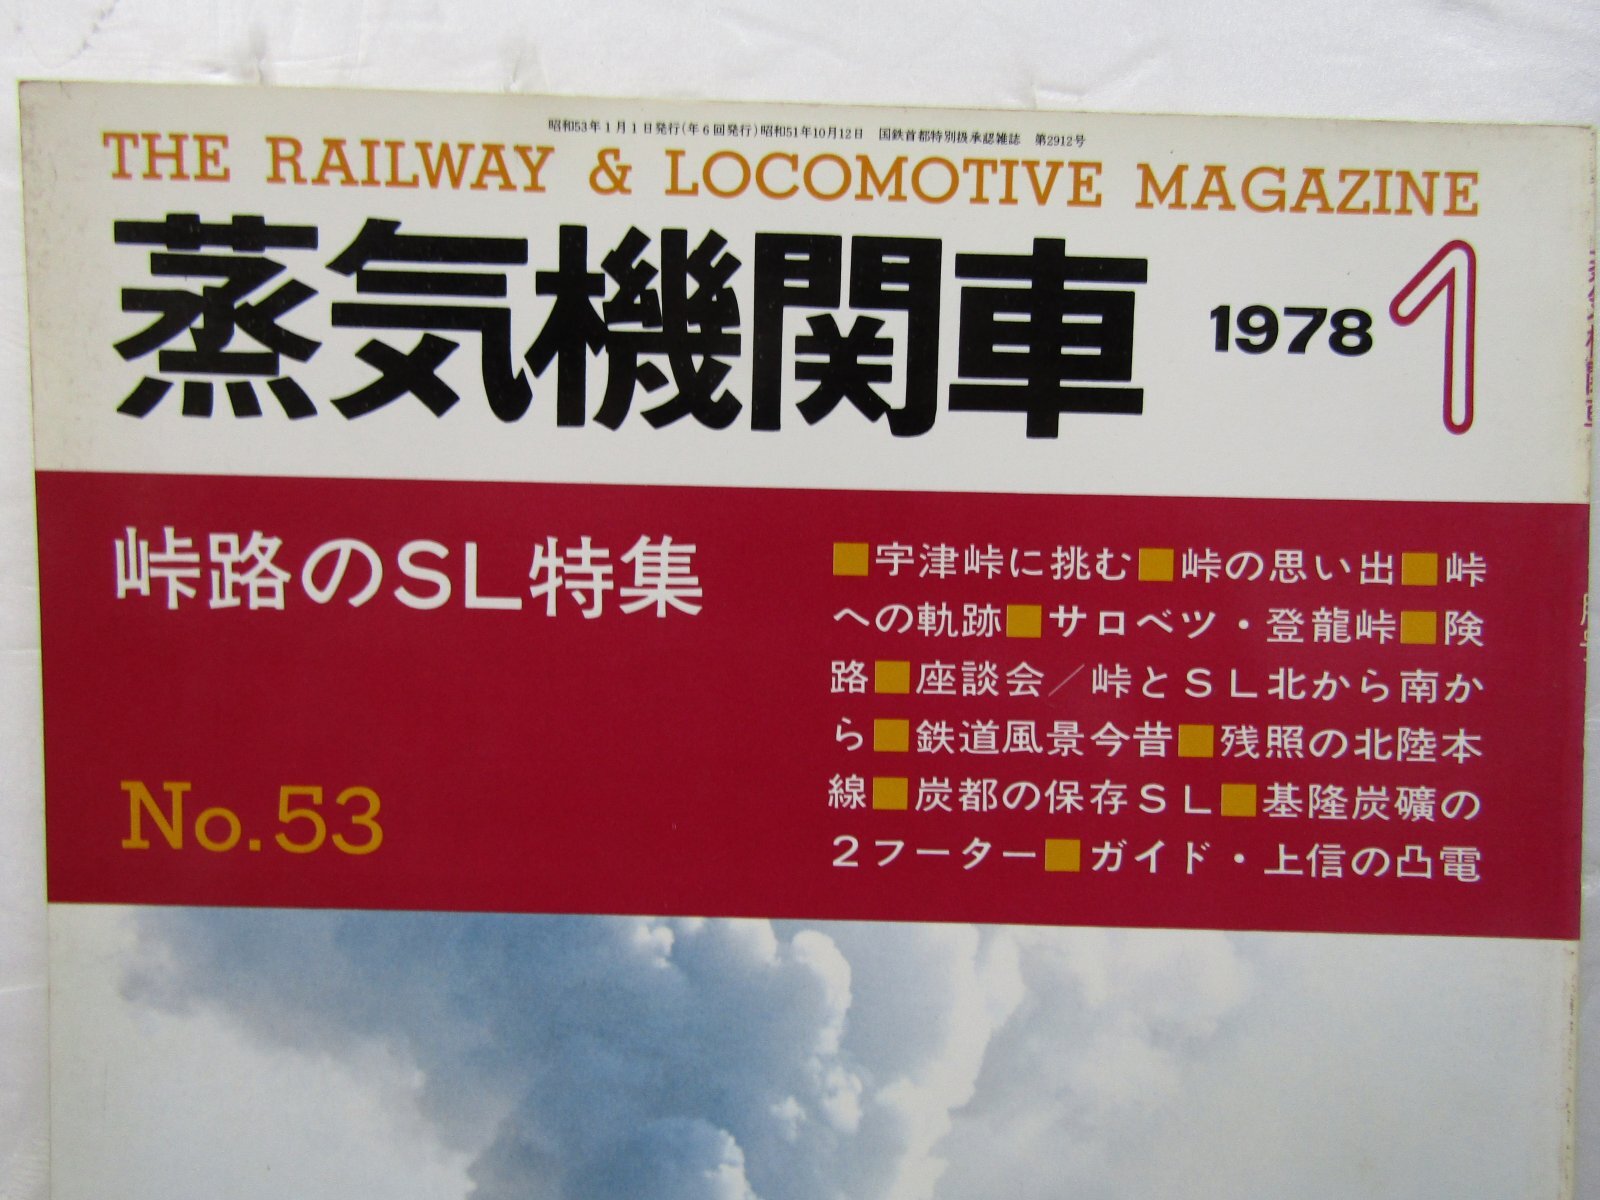 昭和53年1月1日発行(年6回発行)昭和51年10月12日 国鉄首都特別扱承認雑誌 第2912号
THE RAILWAY & LOCOMOTIVE MAGAZINE
蒸気機関車 1978 1
峠路のSL特集
No.53
■宇津峠に挑む■峠の思い出■峠
への軌跡■サロベツ・登龍峠■険
路■座談会/峠とSL北から南か
ら■鉄道風景今昔■残照の北陸本
線■炭都の保存SL■基隆炭礦の
2フーター■ガイド・上信の凸電